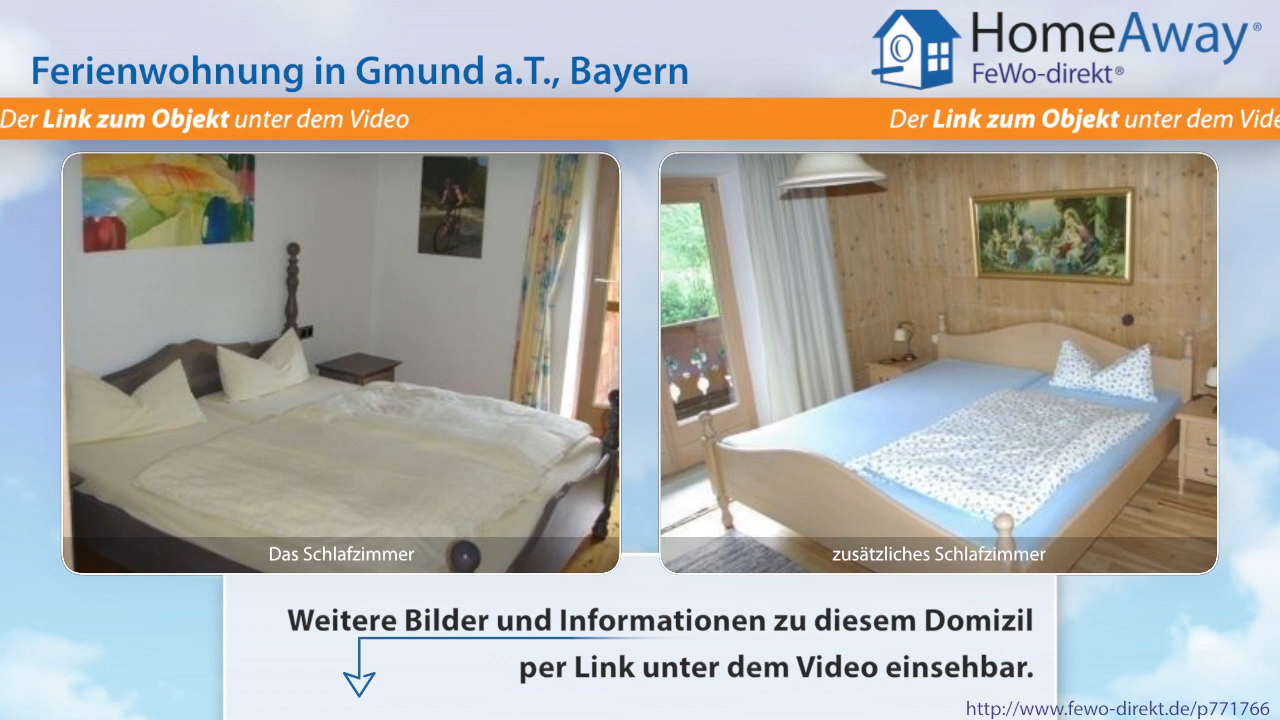 Ferienwohnung in Gmund a.T., Bayern
HomeAway®
FeWo-direkt®
Der Link zum Objekt unter dem Video
Der Link zum Objekt unter dem Vide
Das Schlafzimmer
zusätzliches Schlafzimmer
Weitere Bilder und Informationen zu diesem Domizil
per Link unter dem Video einsehbar.
http://www.fewo-direkt.de/p771766